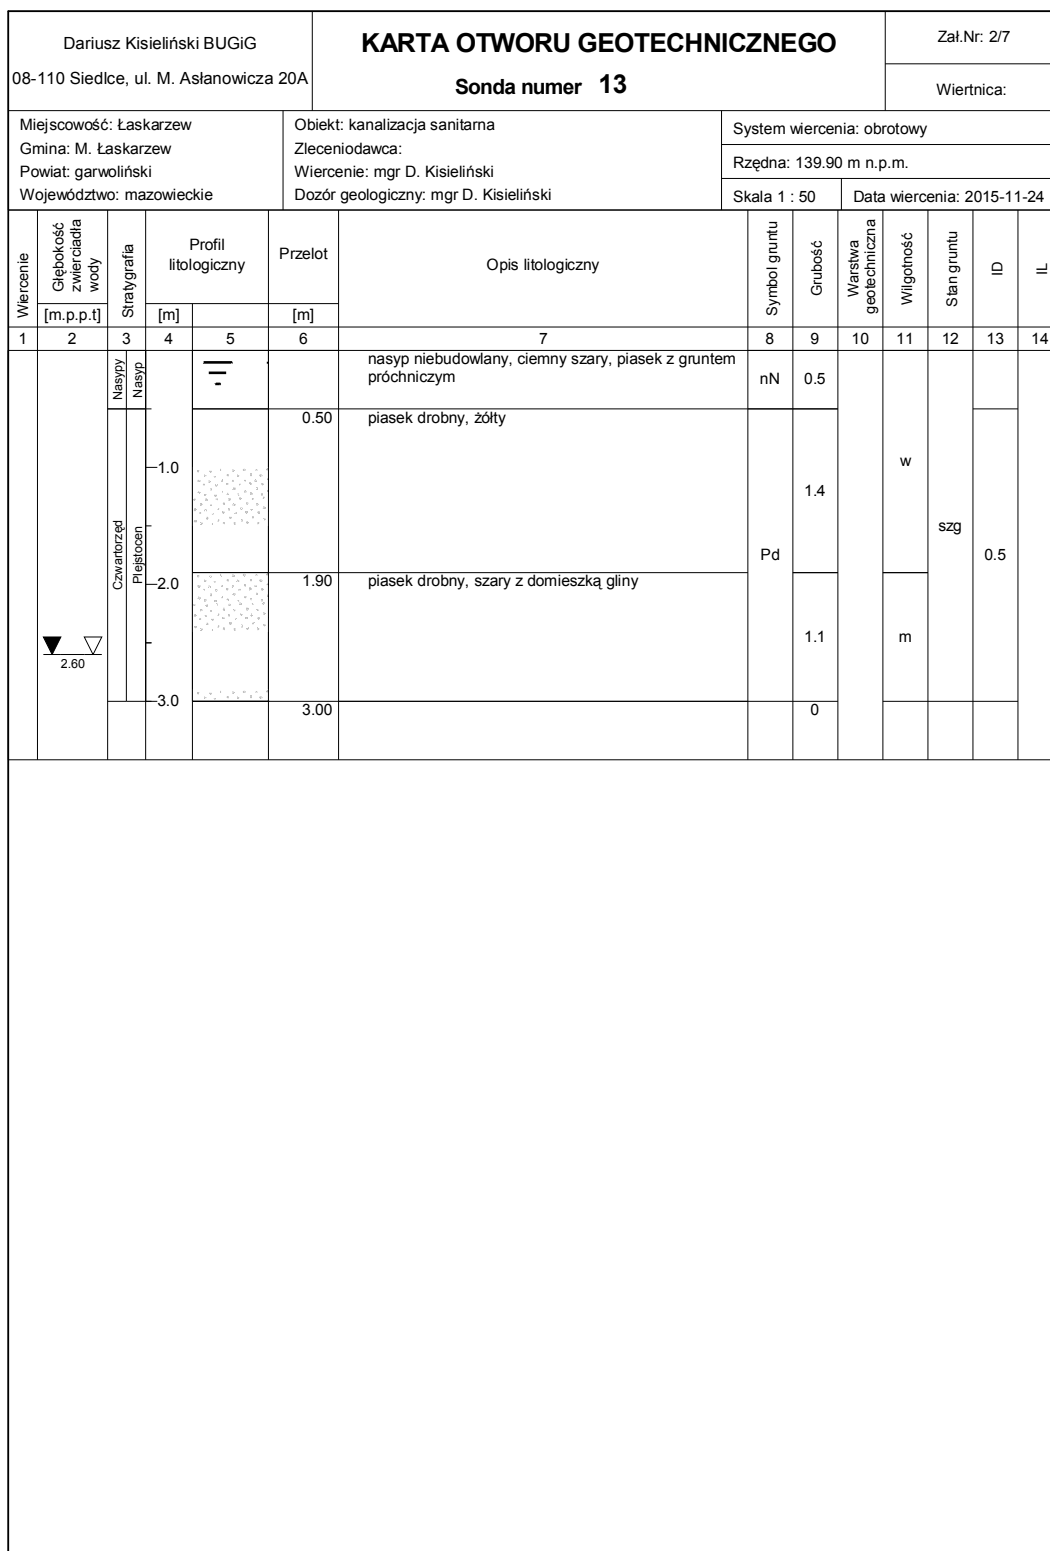 Dariusz Kisieliński BUGiG
08-110 Siedlce, ul. M. Asłanowicza 20A
KARTA OTWORU GEOTECHNICZNEGO
Sonda numer 13
Zał.Nr: 2/7
Wiertnica:
Miejscowość: Łaskarzew
Gmina: M. Łaskarzew
Powiat: garwoliński
Województwo: mazowieckie
Obiekt: kanalizacja sanitarna
Zleceniodawca:
Wiercenie: mgr D. Kisieliński
Dozór geologiczny: mgr D. Kisieliński
System wiercenia: obrotowy
Rzędna: 139.90 m n.p.m.
Skala 1 : 50
Data wiercenia: 2015-11-24
Wiercenie
Głębokość
zwierciadła
wody
[m.p.p.t]
Stratygrafia
Profil
litologiczny
[m]
Przelot
[m]
Opis litologiczny
Symbol gruntu
Grubość
Warstwa
geotechniczna
Wilgotność
Stan gruntu
ID
IL
1 2 3 4 5 6 7 8 9 10 11 12 13 14
Nasypy
Nasyp
nasyp niebudowlany, ciemny szary, piasek z gruntem
próchniczym
nN
0.5
0.50
piasek drobny, żółty
1.0
w
1.4
Czwartorzęd
Plejstocen
szg
Pd
0.5
2.0
1.90
piasek drobny, szary z domieszką gliny
1.1
m
2.60
3.0
3.00
0